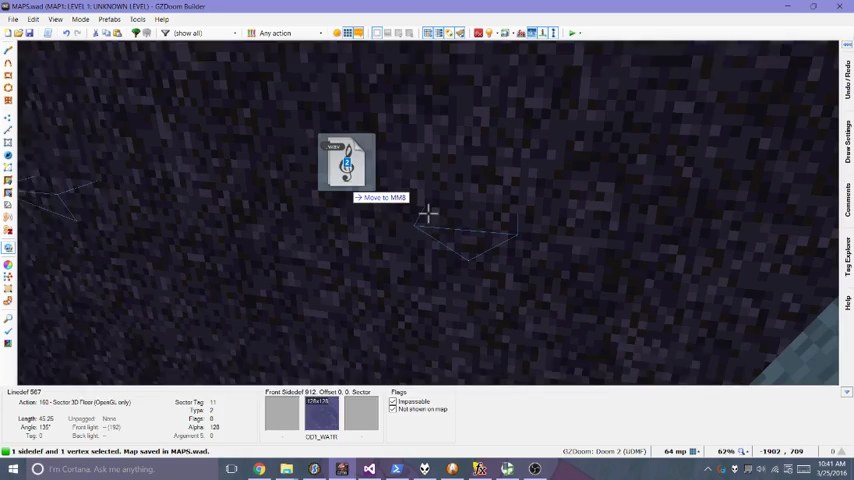 MAPS.wad (MAP1: LEVEL 1: UNKNOWN LEVEL) - GZDoom Builder
File Edit View Mode Prefabs Tools Help
(show all) Any action
Undo / Redo
Draw Settings
Comments
Tag Explorer
Help
.wav
2
Move to MM8
Linedef 567
Action: 160 - Sector 3D Floor (OpenGL only) Sector Tag: 11
Type: 2
Length: 45.25 Unpegged: None Flags: 0
Angle: 135° Front light: -- (192) Alpha: 128
Tag: 0 Back light: -- Argument 5: 0
Front Sidedef 912. Offset 0, 0. Sector
128x128
OD1_WATR
Flags
Impassable
Not shown on map
1 linedef and 1 vertex selected. Map saved in MAPS.wad. GZDoom: Doom 2 (UDMF) 64 mp 62% -1902 , 709 0
I'm Cortana. Ask me anything. 10:41 AM
3/25/2016